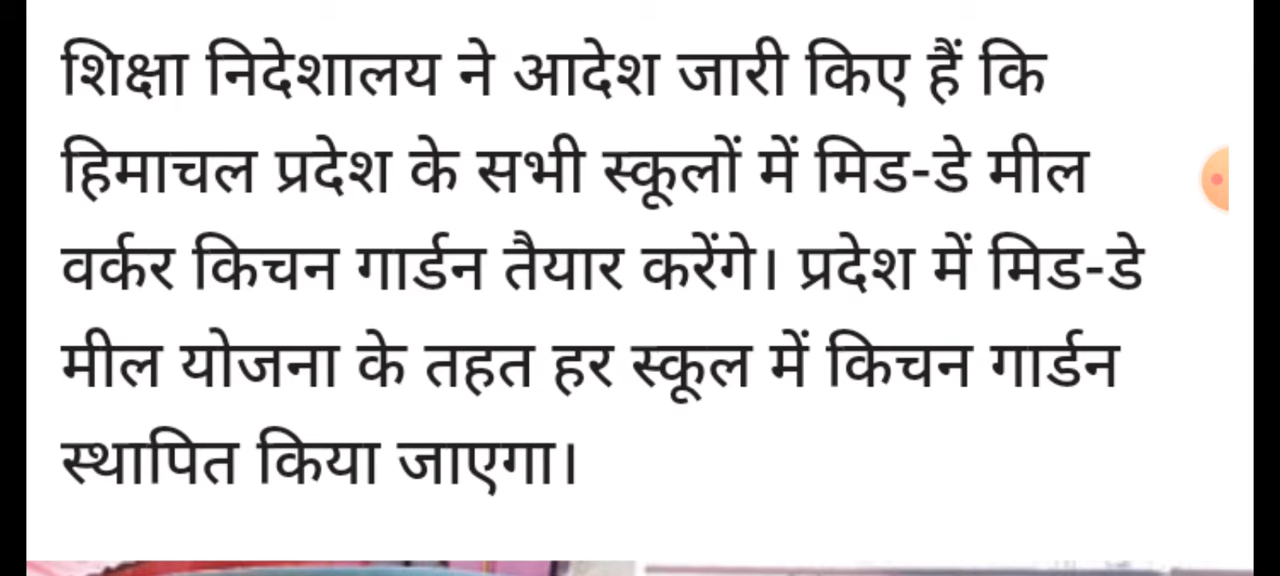 शिक्षा निदेशालय ने आदेश जारी किए हैं कि
हिमाचल प्रदेश के सभी स्कूलों में मिड-डे मील
वर्कर किचन गार्डन तैयार करेंगे। प्रदेश में मिड-डे
मील योजना के तहत हर स्कूल में किचन गार्डन
स्थापित किया जाएगा।